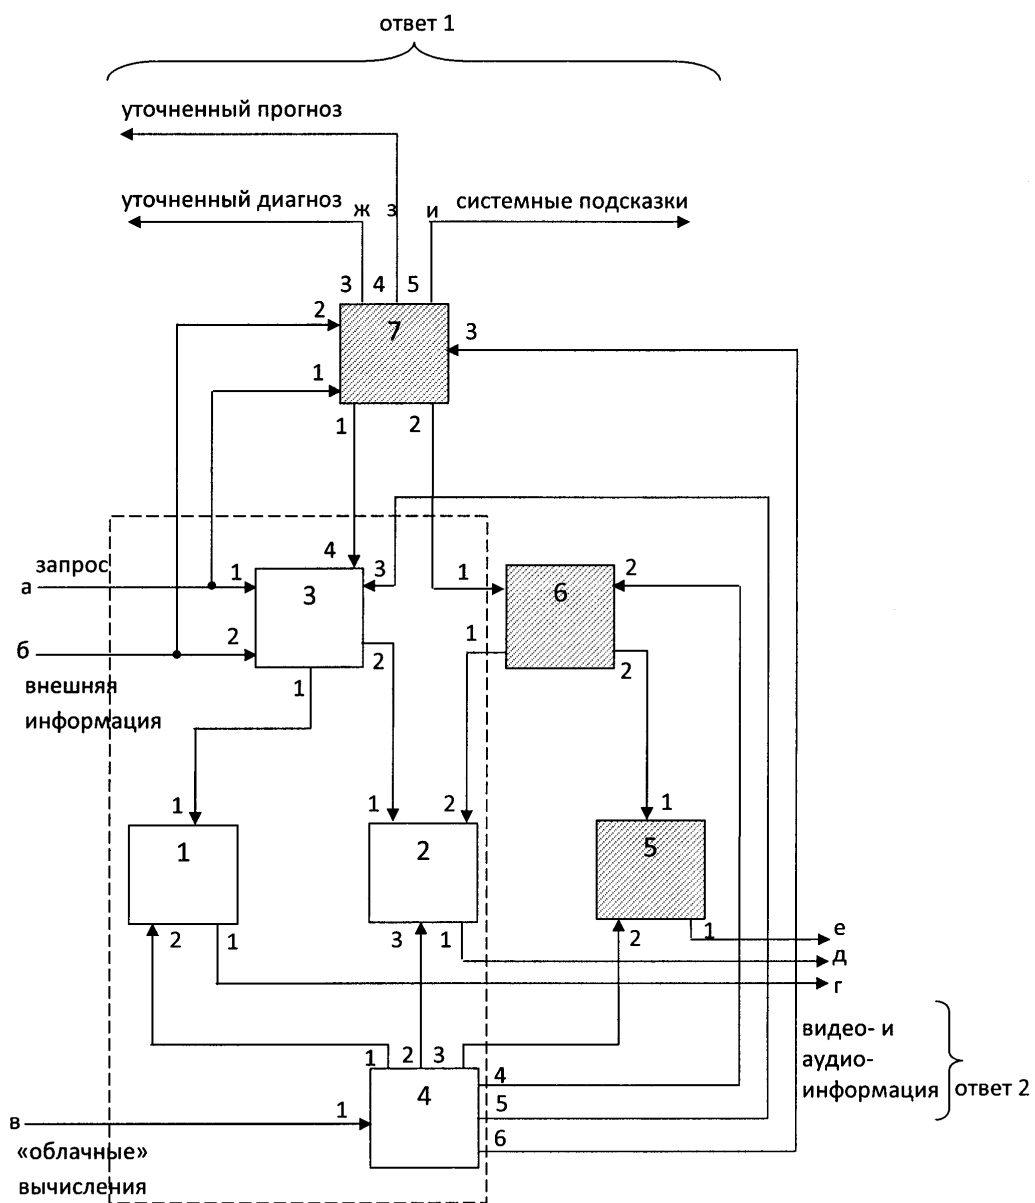 ответ 1
уточненный прогноз
уточненный диагноз ж з и системные подсказки
3 4 5
2 7 3
1
1 2
4
запрос 1 3 3 1 6 2
а
б 2 2 1 2
внешняя 1
информация
1 1 2 1
1 2 5
2 1 3 1 2 1 е
д
г
видео- и
аудио-
информация ответ 2
1 2 3 4
1 4 5
в 6
«облачные»
вычисления